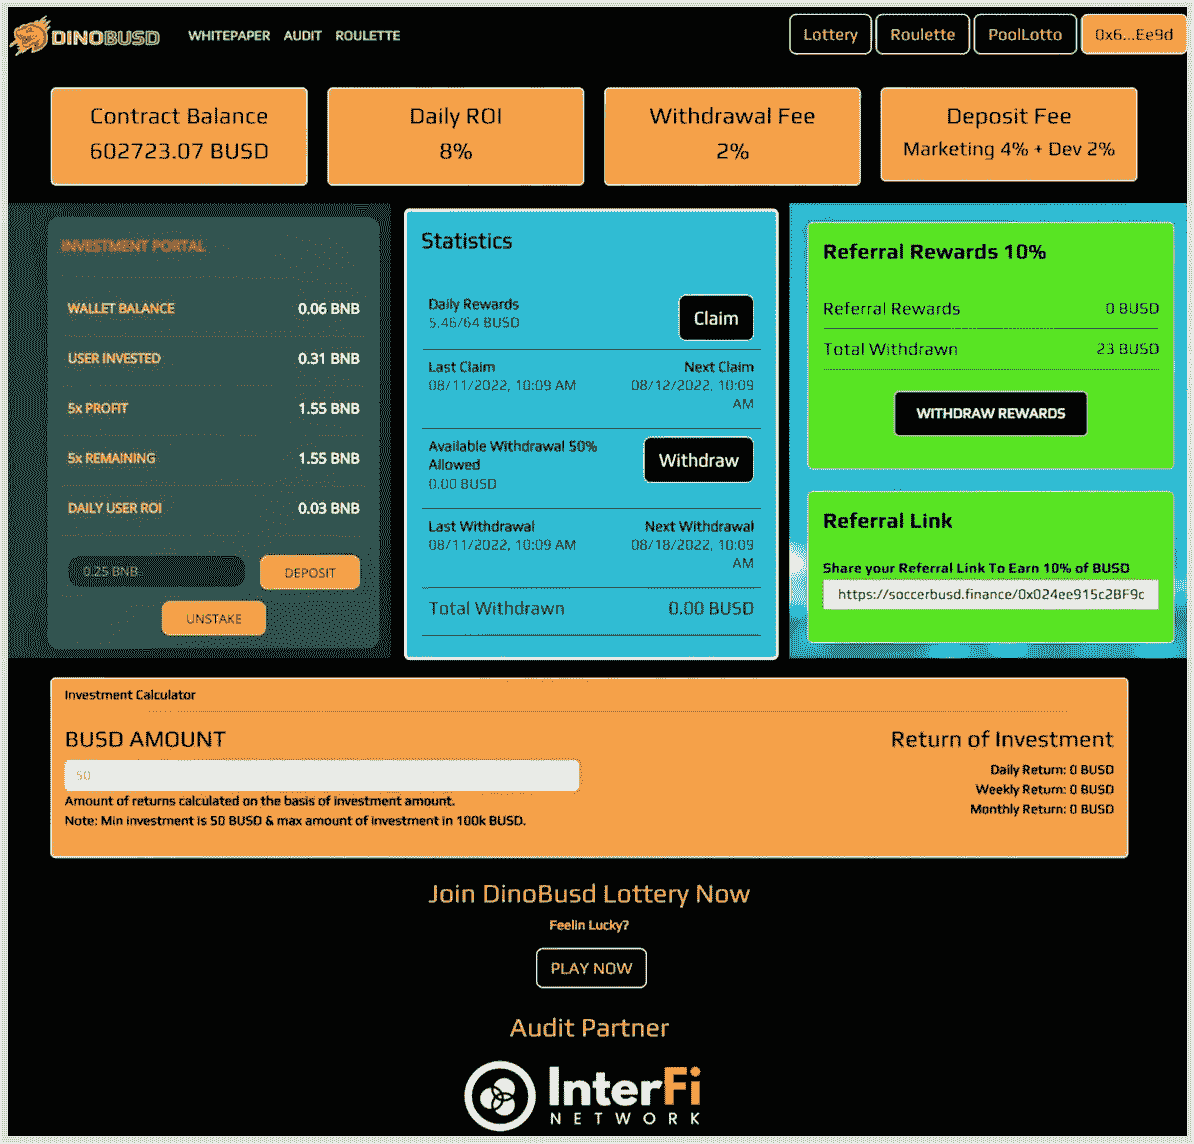 DINOBUSD WHITEPAPER AUDIT ROULETTE Lottery Roulette PoolLotto 0x6...Ee9d
Contract Balance
602723.07 BUSD
Daily ROI
8%
Withdrawal Fee
2%
Deposit Fee
Marketing 4% + Dev 2%
INVESTMENT PORTAL
WALLET BALANCE 0.06 BNB
USER INVESTED 0.31 BNB
5x PROFIT 1.55 BNB
5x REMAINING 1.55 BNB
DAILY USER ROI 0.03 BNB
0.25 BNB DEPOSIT
UNSTAKE
Statistics
Daily Rewards
5.46/64 BUSD
Claim
Last Claim
08/11/2022, 10:09 AM
Next Claim
08/12/2022, 10:09
AM
Available Withdrawal 50%
Allowed
0.00 BUSD
Withdraw
Last Withdrawal
08/11/2022, 10:09 AM
Next Withdrawal
08/18/2022, 10:09
AM
Total Withdrawn 0.00 BUSD
Referral Rewards 10%
Referral Rewards 0 BUSD
Total Withdrawn 23 BUSD
WITHDRAW REWARDS
Referral Link
Share your Referral Link To Earn 10% of BUSD
https://soccerbusd.finance/0x024ee915c2BF9c
Investment Calculator
BUSD AMOUNT
50
Amount of returns calculated on the basis of investment amount.
Note: Min investment is 50 BUSD & max amount of investment in 100k BUSD.
Return of Investment
Daily Return: 0 BUSD
Weekly Return: 0 BUSD
Monthly Return: 0 BUSD
Join DinoBusd Lottery Now
Feelin Lucky?
PLAY NOW
Audit Partner
InterFi
NETWORK